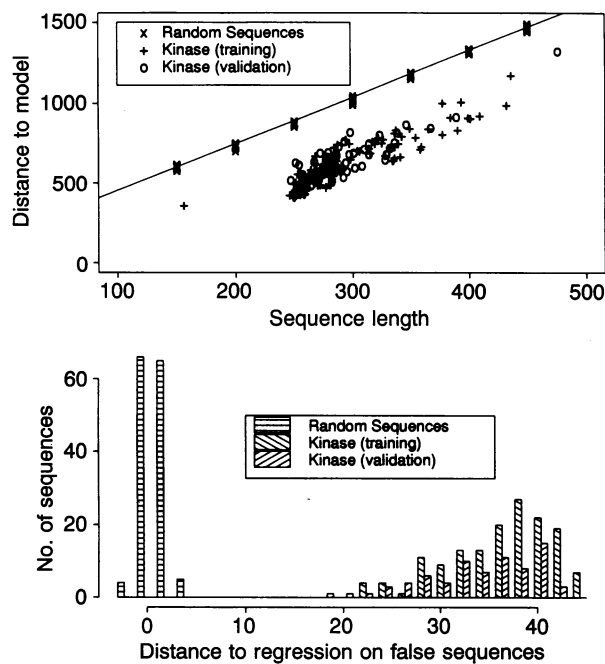 1500
1000
500
0
Distance to model
x Random Sequences
+ Kinase (training)
o Kinase (validation)
100 200 300 400 500
Sequence length
60
40
20
0
No. of sequences
Random Sequences
Kinase (training)
Kinase (validation)
0 10 20 30 40
Distance to regression on false sequences